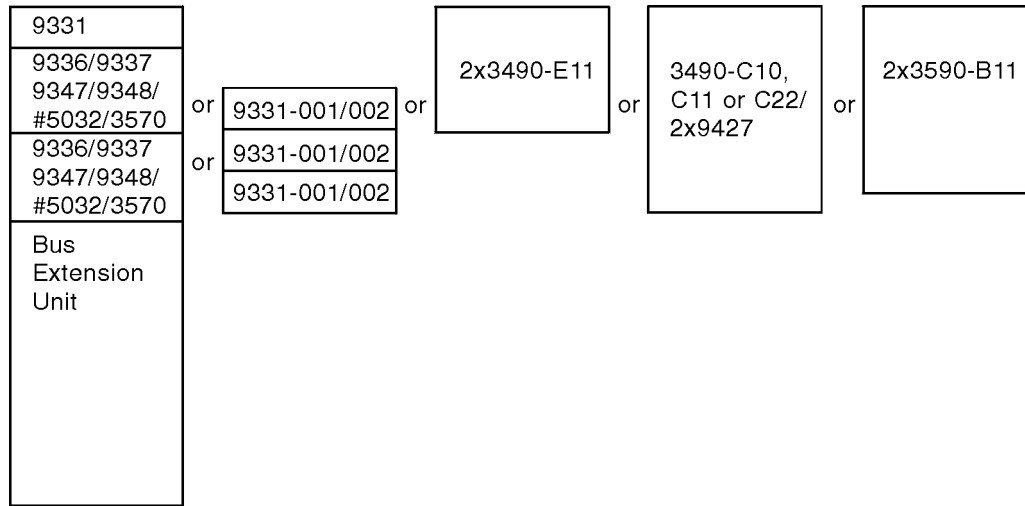 9331
9336/9337
9347/9348/
#5032/3570
9336/9337
9347/9348/
#5032/3570
Bus
Extension
Unit
or
or
9331-001/002
9331-001/002
9331-001/002
or
2x3490-E11
or
3490-C10,
C11 or C22/
2x9427
or
2x3590-B11